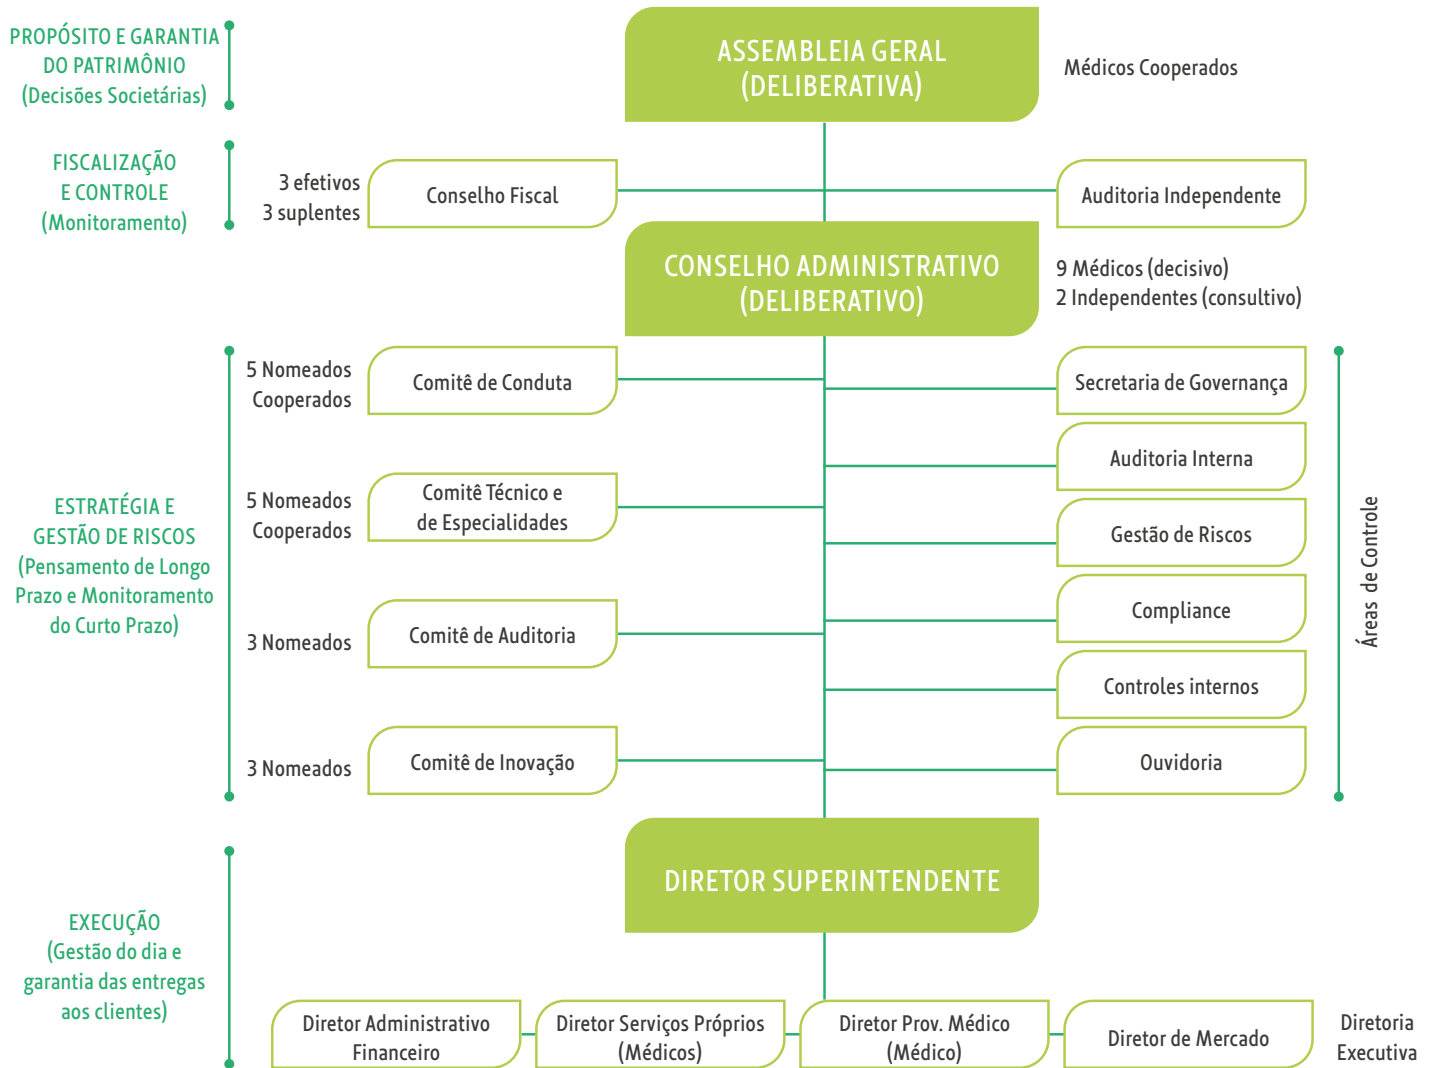 PROPÓSITO E GARANTIA
DO PATRIMÔNIO
(Decisões Societárias)
ASSEMBLEIA GERAL
(DELIBERATIVA)
Médicos Cooperados
FISCALIZAÇÃO
E CONTROLE
(Monitoramento)
3 efetivos
3 suplentes
Conselho Fiscal
Auditoria Independente
CONSELHO ADMINISTRATIVO
(DELIBERATIVO)
9 Médicos (decisivo)
2 Independentes (consultivo)
ESTRATÉGIA E
GESTÃO DE RISCOS
(Pensamento de Longo
Prazo e Monitoramento
do Curto Prazo)
5 Nomeados
Cooperados
Comitê de Conduta
5 Nomeados
Cooperados
Comitê Técnico e
de Especialidades
3 Nomeados
Comitê de Auditoria
3 Nomeados
Comitê de Inovação
Secretaria de Governança
Auditoria Interna
Gestão de Riscos
Compliance
Controles internos
Ouvidoria
Áreas de Controle
DIRETOR SUPERINTENDENTE
EXECUÇÃO
(Gestão do dia e
garantia das entregas
aos clientes)
Diretor Administrativo
Financeiro
Diretor Serviços Próprios
(Médicos)
Diretor Prov. Médico
(Médico)
Diretor de Mercado
Diretoria
Executiva